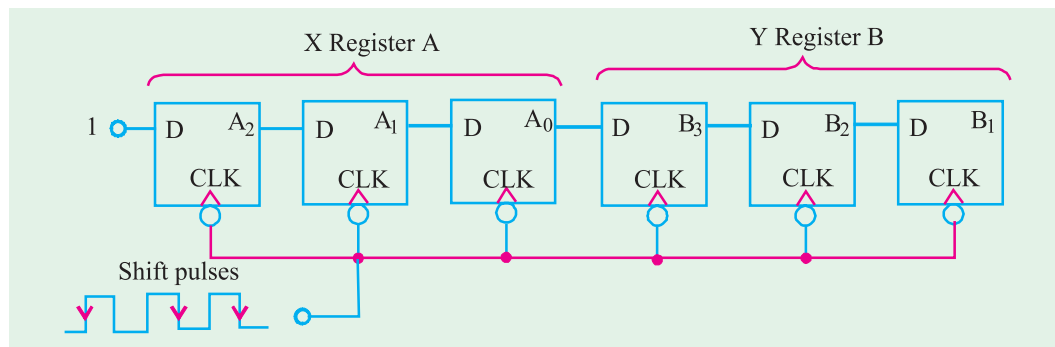 X Register A
Y Register B
1
D A2 D A1 D A0 D B3 D B2 D B1
CLK CLK CLK CLK CLK CLK
Shift pulses